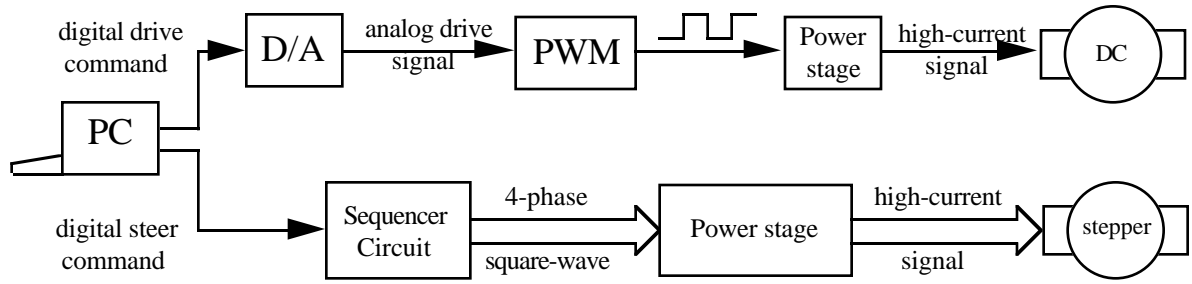 digital drive
command
D/A
analog drive
signal
PWM
Power
stage
high-current
signal
DC
PC
digital steer
command
Sequencer
Circuit
4-phase
square-wave
Power stage
high-current
signal
stepper